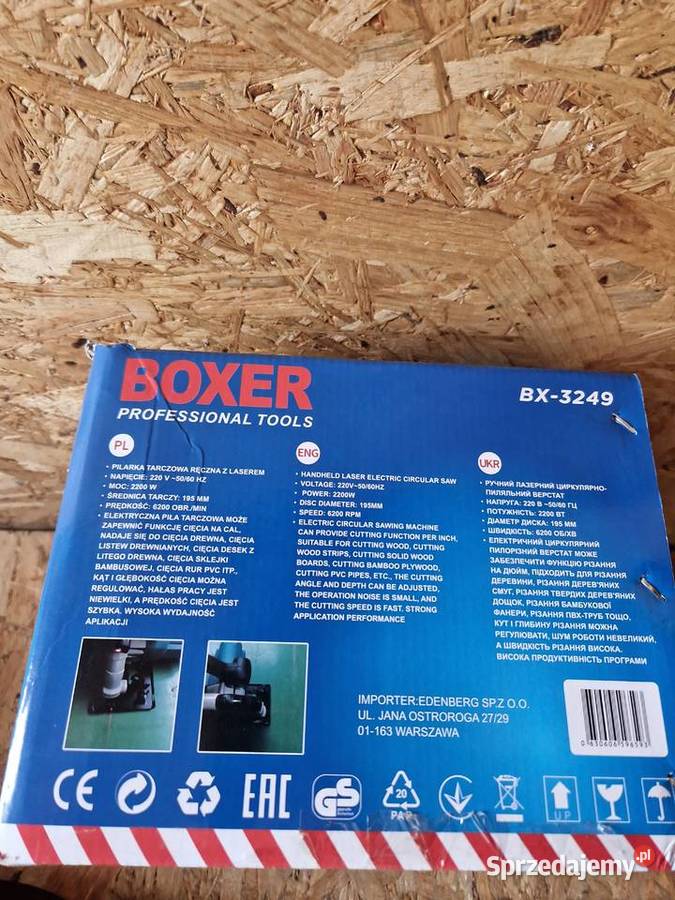 BOXER
PROFESSIONAL TOOLS
BX-3249
PL
• PILARKA TARCZOWA RĘCZNA Z LASEREM
• NAPIĘCIE: 220 V ~50/60 HZ
• MOC: 2200 W
• ŚREDNICA TARCZY: 195 MM
• PRĘDKOŚĆ: 6200 OBR./MIN
• ELEKTRYCZNA PIŁA TARCZOWA MOŻE
ZAPEWNIĆ FUNKCJĘ CIĘCIA NA CAL,
NADAJE SIĘ DO CIĘCIA DREWNA, CIĘCIA
LISTEW DREWNIANYCH, CIĘCIA DESEK Z
LITEGO DREWNA, CIĘCIA SKLEJKI
BAMBUSOWEJ, CIĘCIA RUR PVC ITP.,
KĄT I GŁĘBOKOŚĆ CIĘCIA MOŻNA
REGULOWAĆ, HAŁAS PRACY JEST
NIEWIELKI, A PRĘDKOŚĆ CIĘCIA JEST
SZYBKA. WYSOKA WYDAJNOŚĆ
APLIKACJI
ENG
• HANDHELD LASER ELECTRIC CIRCULAR SAW
• VOLTAGE: 220V~50/60HZ
• POWER: 2200W
• DISC DIAMETER: 195MM
• SPEED: 6200 RPM
• ELECTRIC CIRCULAR SAWING MACHINE
CAN PROVIDE CUTTING FUNCTION PER INCH,
SUITABLE FOR CUTTING WOOD, CUTTING
WOOD STRIPS, CUTTING SOLID WOOD
BOARDS, CUTTING BAMBOO PLYWOOD,
CUTTING PVC PIPES, ETC., THE CUTTING
ANGLE AND DEPTH CAN BE ADJUSTED,
THE OPERATION NOISE IS SMALL, AND
THE CUTTING SPEED IS FAST. STRONG
APPLICATION PERFORMANCE
UKR
• РУЧНИЙ ЛАЗЕРНИЙ ЦИРКУЛЯРНО-
ПИЛЯЛЬНИЙ ВЕРСТАТ
• НАПРУГА: 220 В ~50/60 ГЦ
• ПОТУЖНІСТЬ: 2200 ВТ
• ДІАМЕТР ДИСКА: 195 ММ
• ШВИДКІСТЬ: 6200 ОБ/ХВ
• ЕЛЕКТРИЧНИЙ ЦИРКУЛЯРНИЙ
ПИЛОРІЗНИЙ ВЕРСТАТ МОЖЕ
ЗАБЕЗПЕЧИТИ ФУНКЦІЮ РІЗАННЯ
НА ДЮЙМ, ПІДХОДИТЬ ДЛЯ РІЗАННЯ
ДЕРЕВИНИ, РІЗАННЯ ДЕРЕВ'ЯНИХ
СМУГ, РІЗАННЯ ТВЕРДИХ ДЕРЕВ'ЯНИХ
ДОЩОК, РІЗАННЯ БАМБУКОВОЇ
ФАНЕРИ, РІЗАННЯ ПВХ-ТРУБ ТОЩО,
КУТ І ГЛИБИНУ РІЗАННЯ МОЖНА
РЕГУЛЮВАТИ, ШУМ РОБОТИ НЕВЕЛИКИЙ,
А ШВИДКІСТЬ РІЗАННЯ ВИСОКА.
ВИСОКА ПРОДУКТИВНІСТЬ ПРОГРАМИ
IMPORTER:EDENBERG SP.Z O.O.
UL. JANA OSTROROGA 27/29
01-163 WARSZAWA
0 630606 596593
CE
EAC
GS
20
PAP
UP
Sprzedajemy.pl